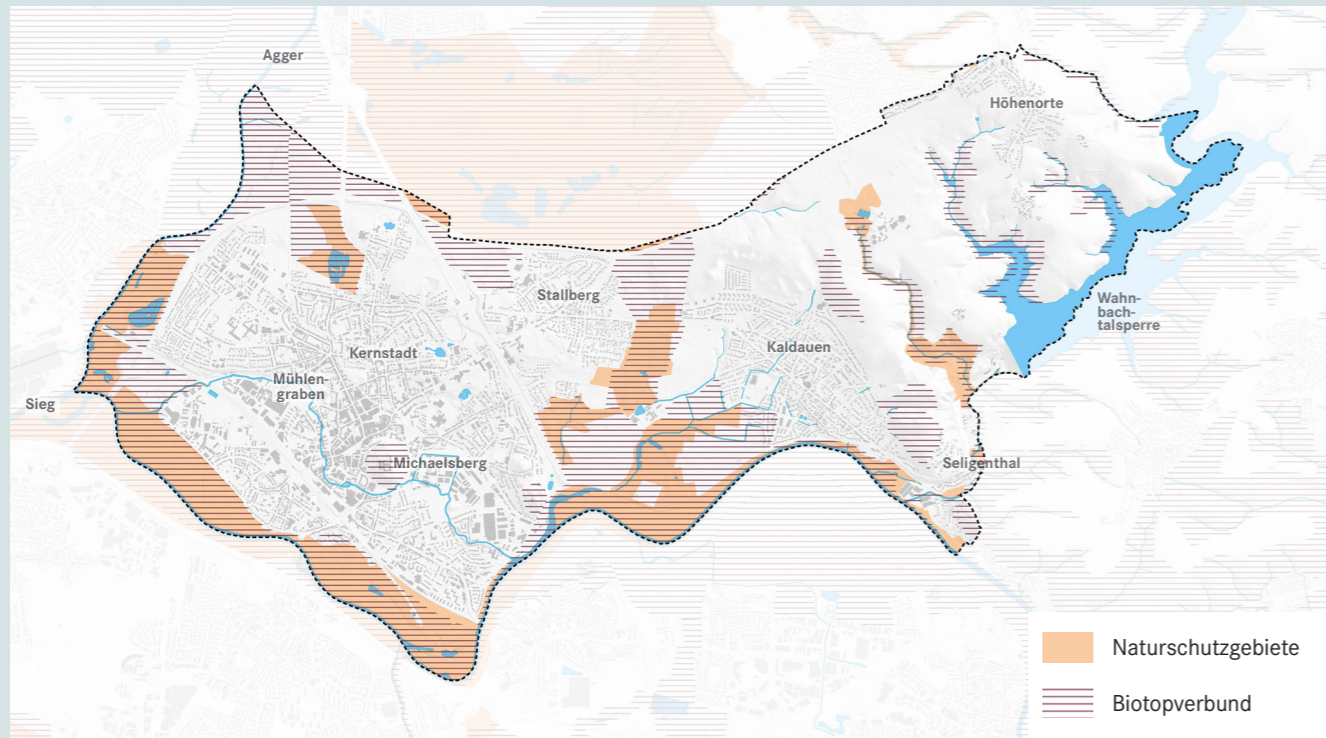 Agger
Höhenorte
Stallberg
Wahn-
bach-
talsperre
Kernstadt
Kaldauen
Mühlen-
graben
Sieg
Michaelsberg
Seligenthal
Naturschutzgebiete
Biotopverbund